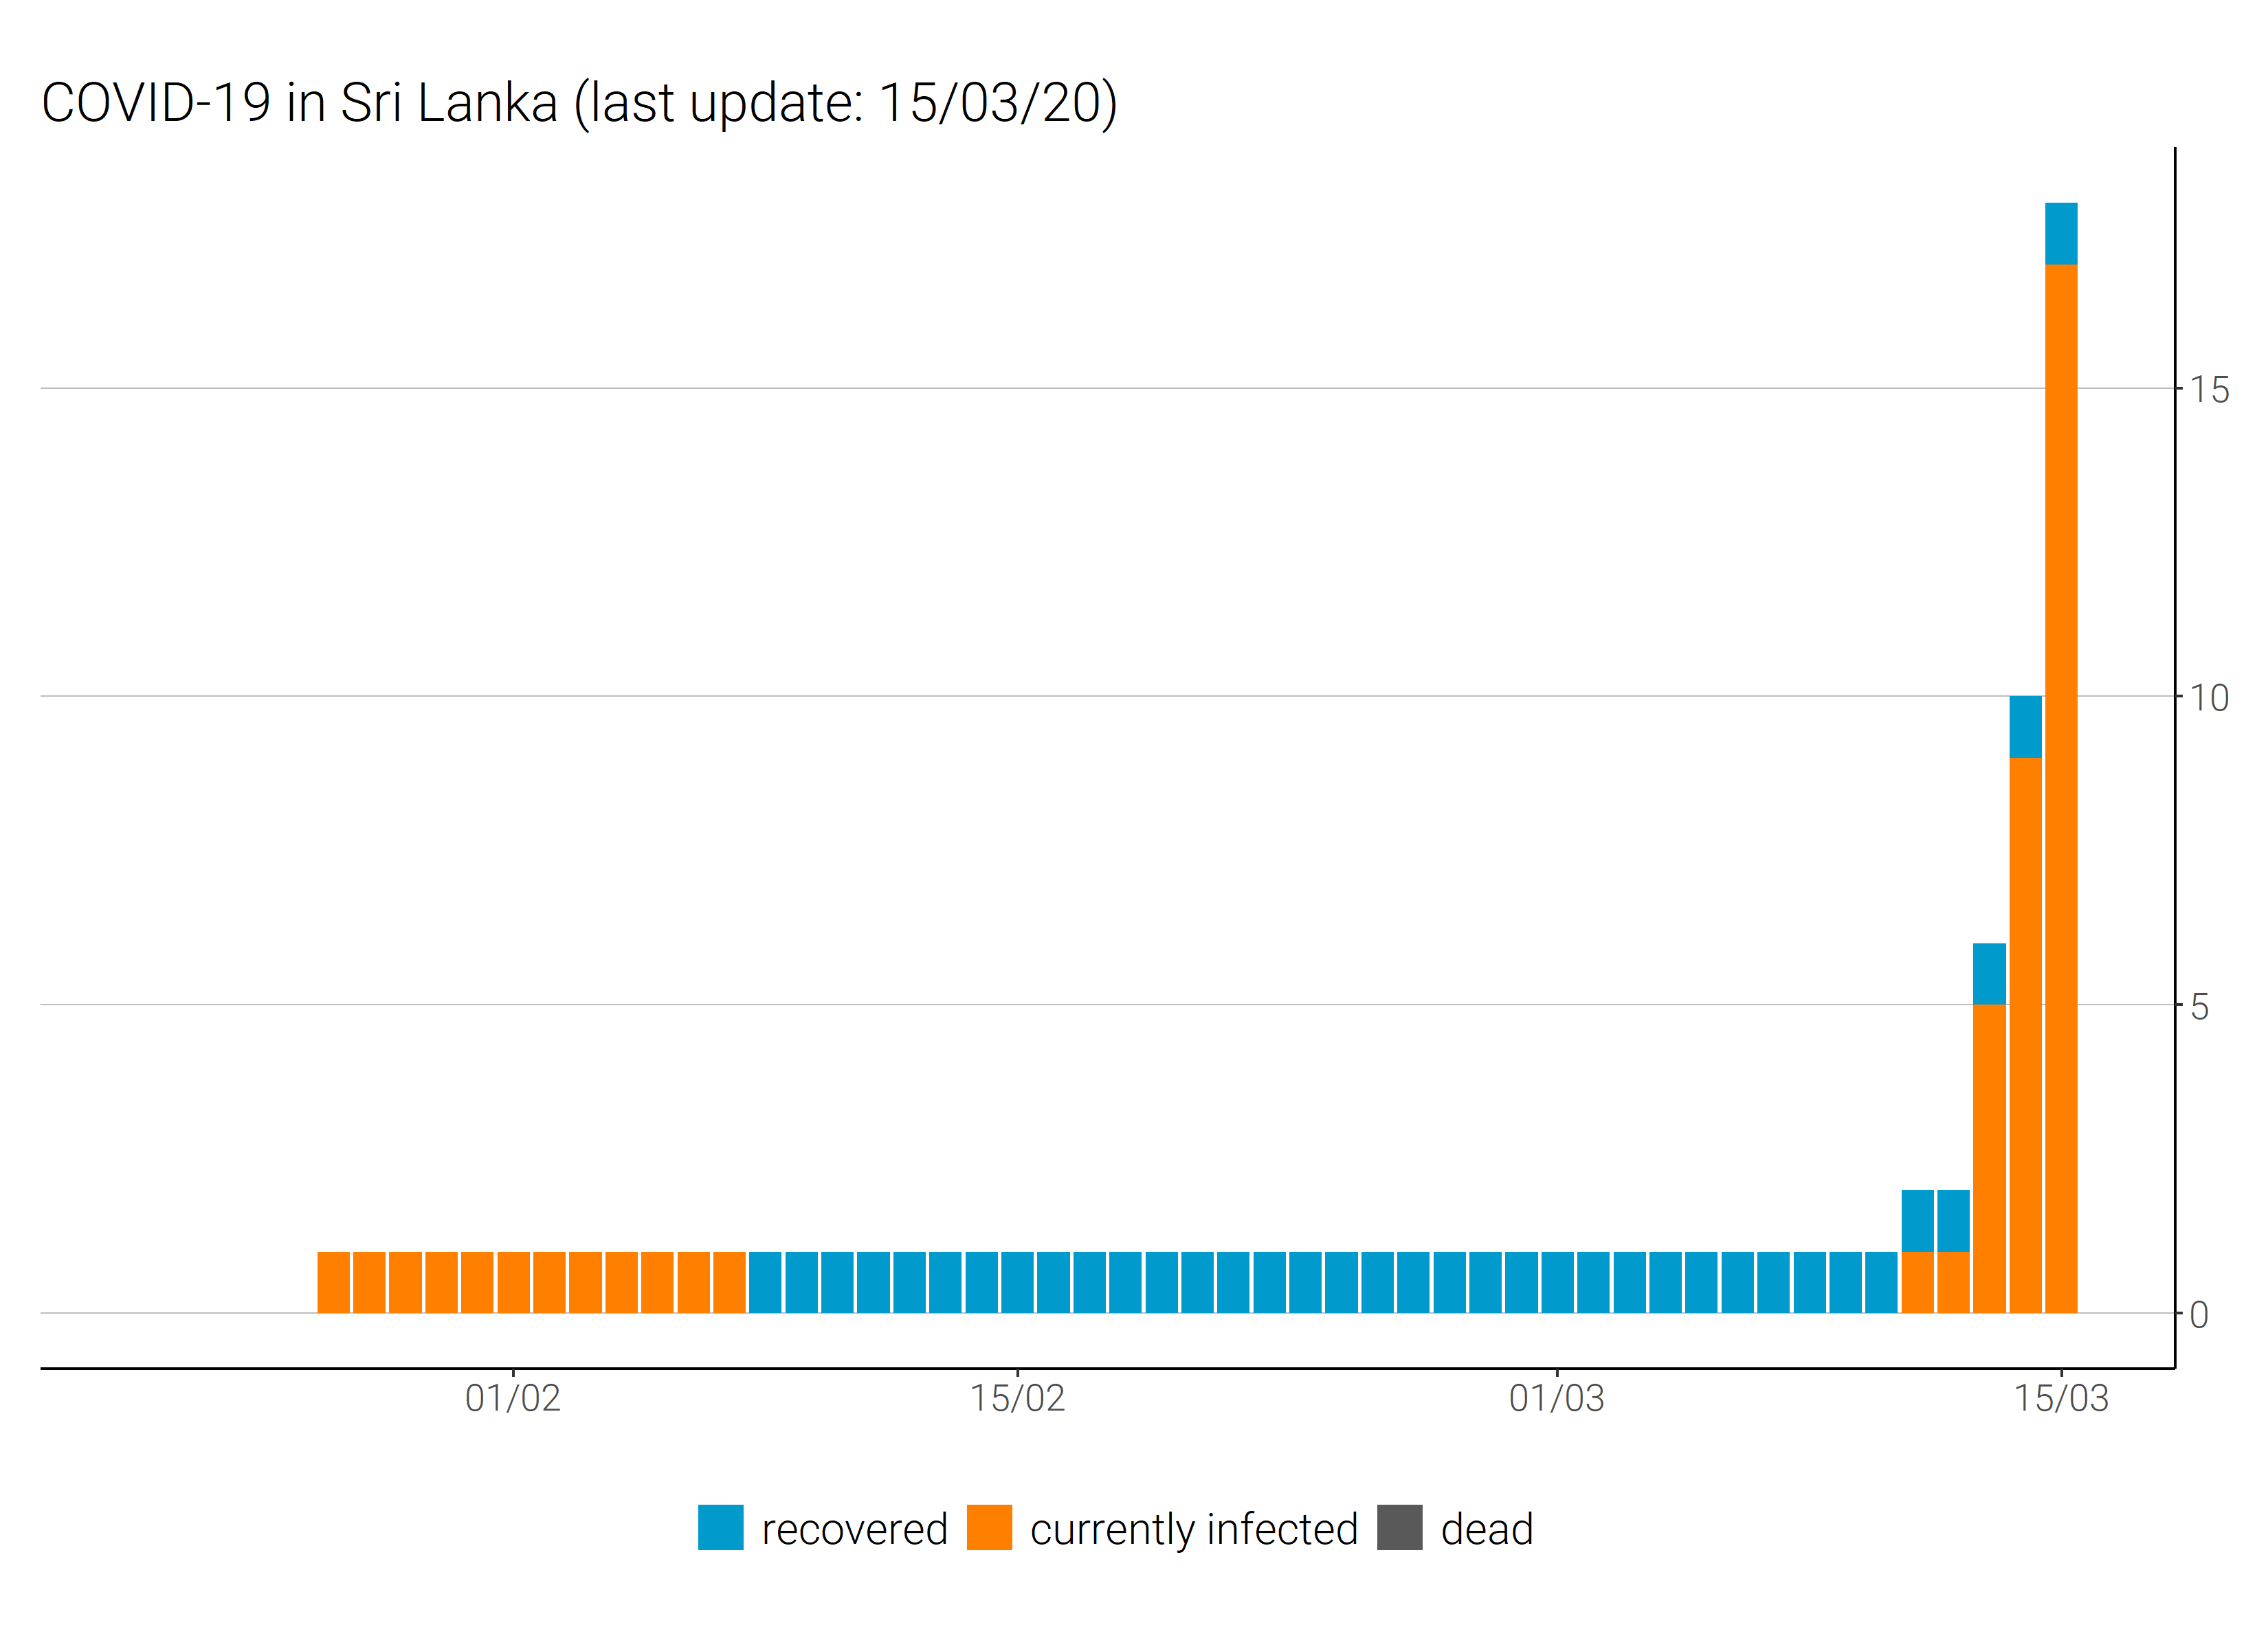 COVID-19 in Sri Lanka (last update: 15/03/20)
15
10
5
0
01/02 15/02 01/03 15/03
recovered currently infected dead